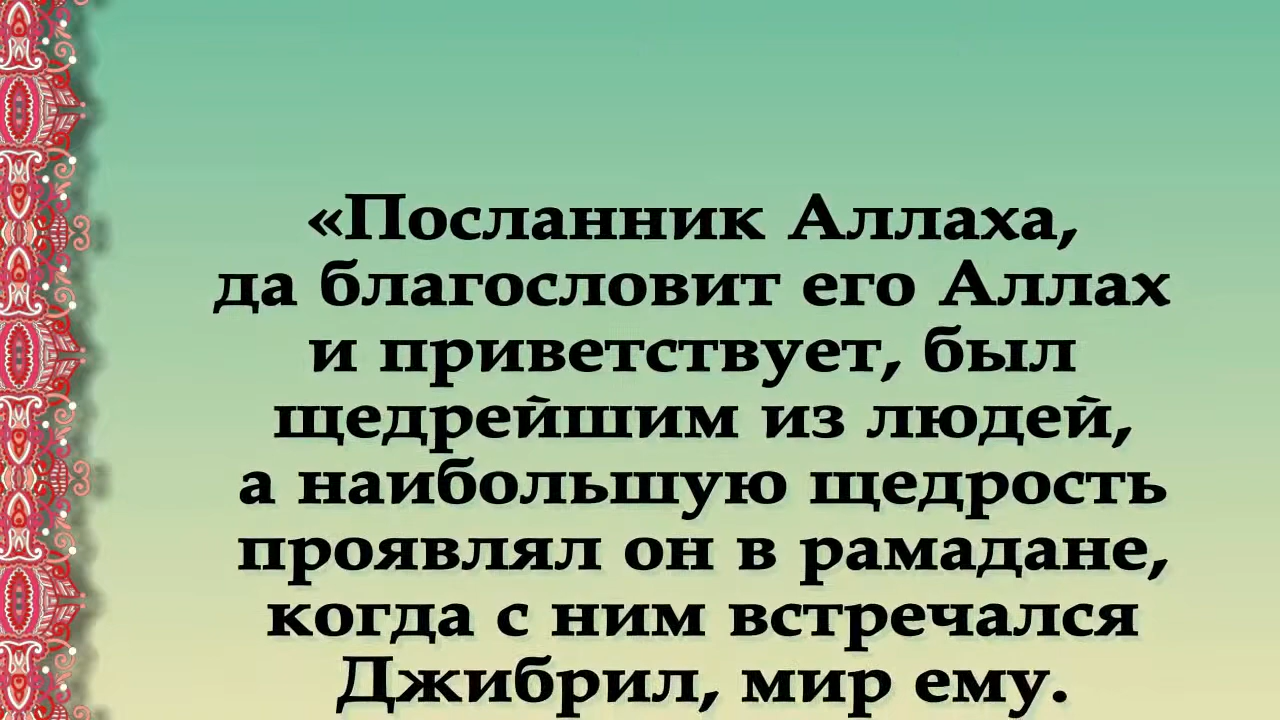 «Посланник Аллаха,
да благословит его Аллах
и приветствует, был
щедрейшим из людей,
а наибольшую щедрость
проявлял он в рамадане,
когда с ним встречался
Джибрил, мир ему.